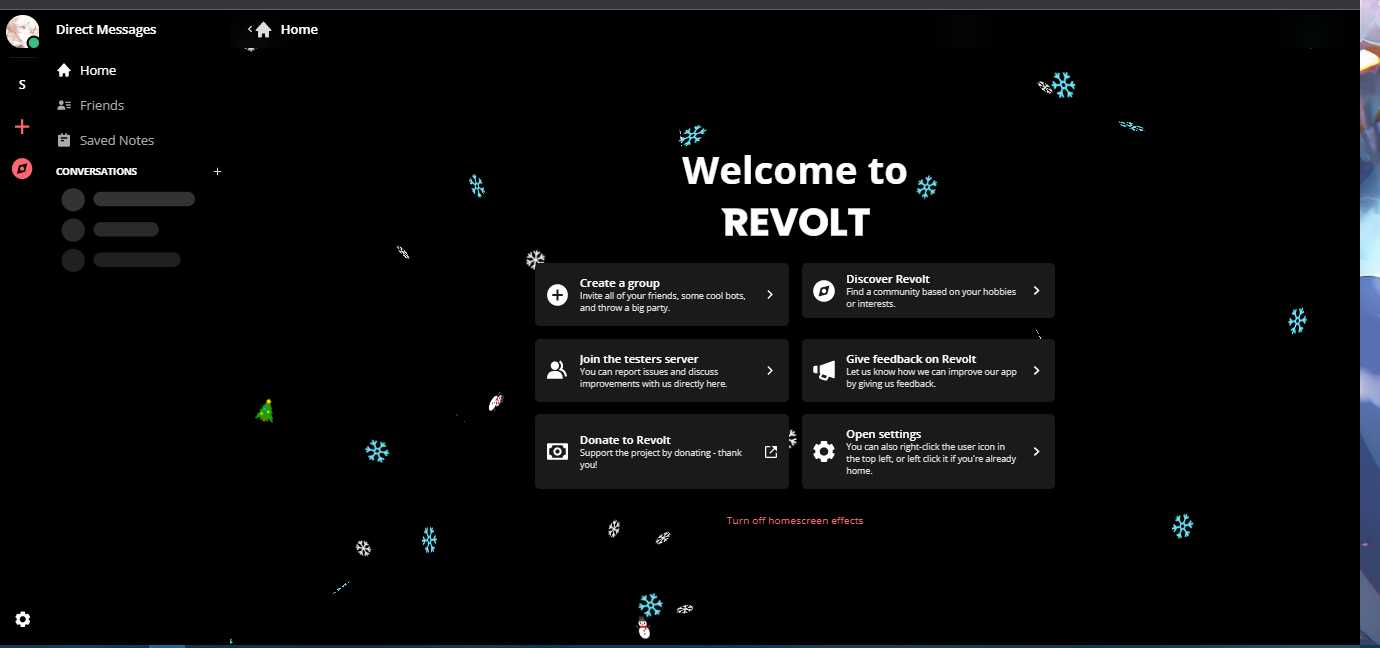 Direct Messages
Home
S
Home
Friends
Saved Notes
CONVERSATIONS
Welcome to
REVOLT
Create a group
Invite all of your friends, some cool bots,
and throw a big party.
Discover Revolt
Find a community based on your hobbies
or interests.
Join the testers server
You can report issues and discuss
improvements with us directly here.
Give feedback on Revolt
Let us know how we can improve our app
by giving us feedback.
Donate to Revolt
Support the project by donating - thank
you!
Open settings
You can also right-click the user icon in
the top left, or left click it if you're already
home.
Turn off homescreen effects